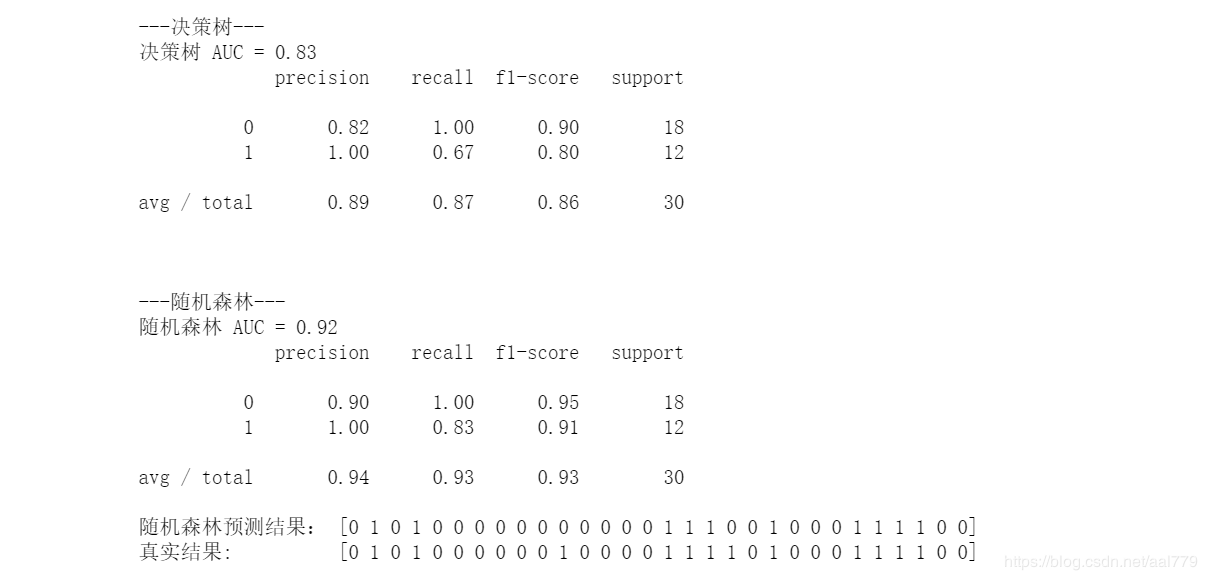 ---决策树---
决策树 AUC = 0.83
precision recall f1-score support
0 0.82 1.00 0.90 18
1 1.00 0.67 0.80 12
avg / total 0.89 0.87 0.86 30
---随机森林---
随机森林 AUC = 0.92
precision recall f1-score support
0 0.90 1.00 0.95 18
1 1.00 0.83 0.91 12
avg / total 0.94 0.93 0.93 30
随机森林预测结果: [0 1 0 1 0 0 0 0 0 0 0 0 0 0 0 1 1 1 0 0 1 0 0 0 1 1 1 1 0 0]
真实结果: [0 1 0 1 0 0 0 0 0 0 1 0 0 0 0 1 1 1 1 0 1 0 0 0 1 1 1 1 0 0]
https://blog.csdn.net/aal779